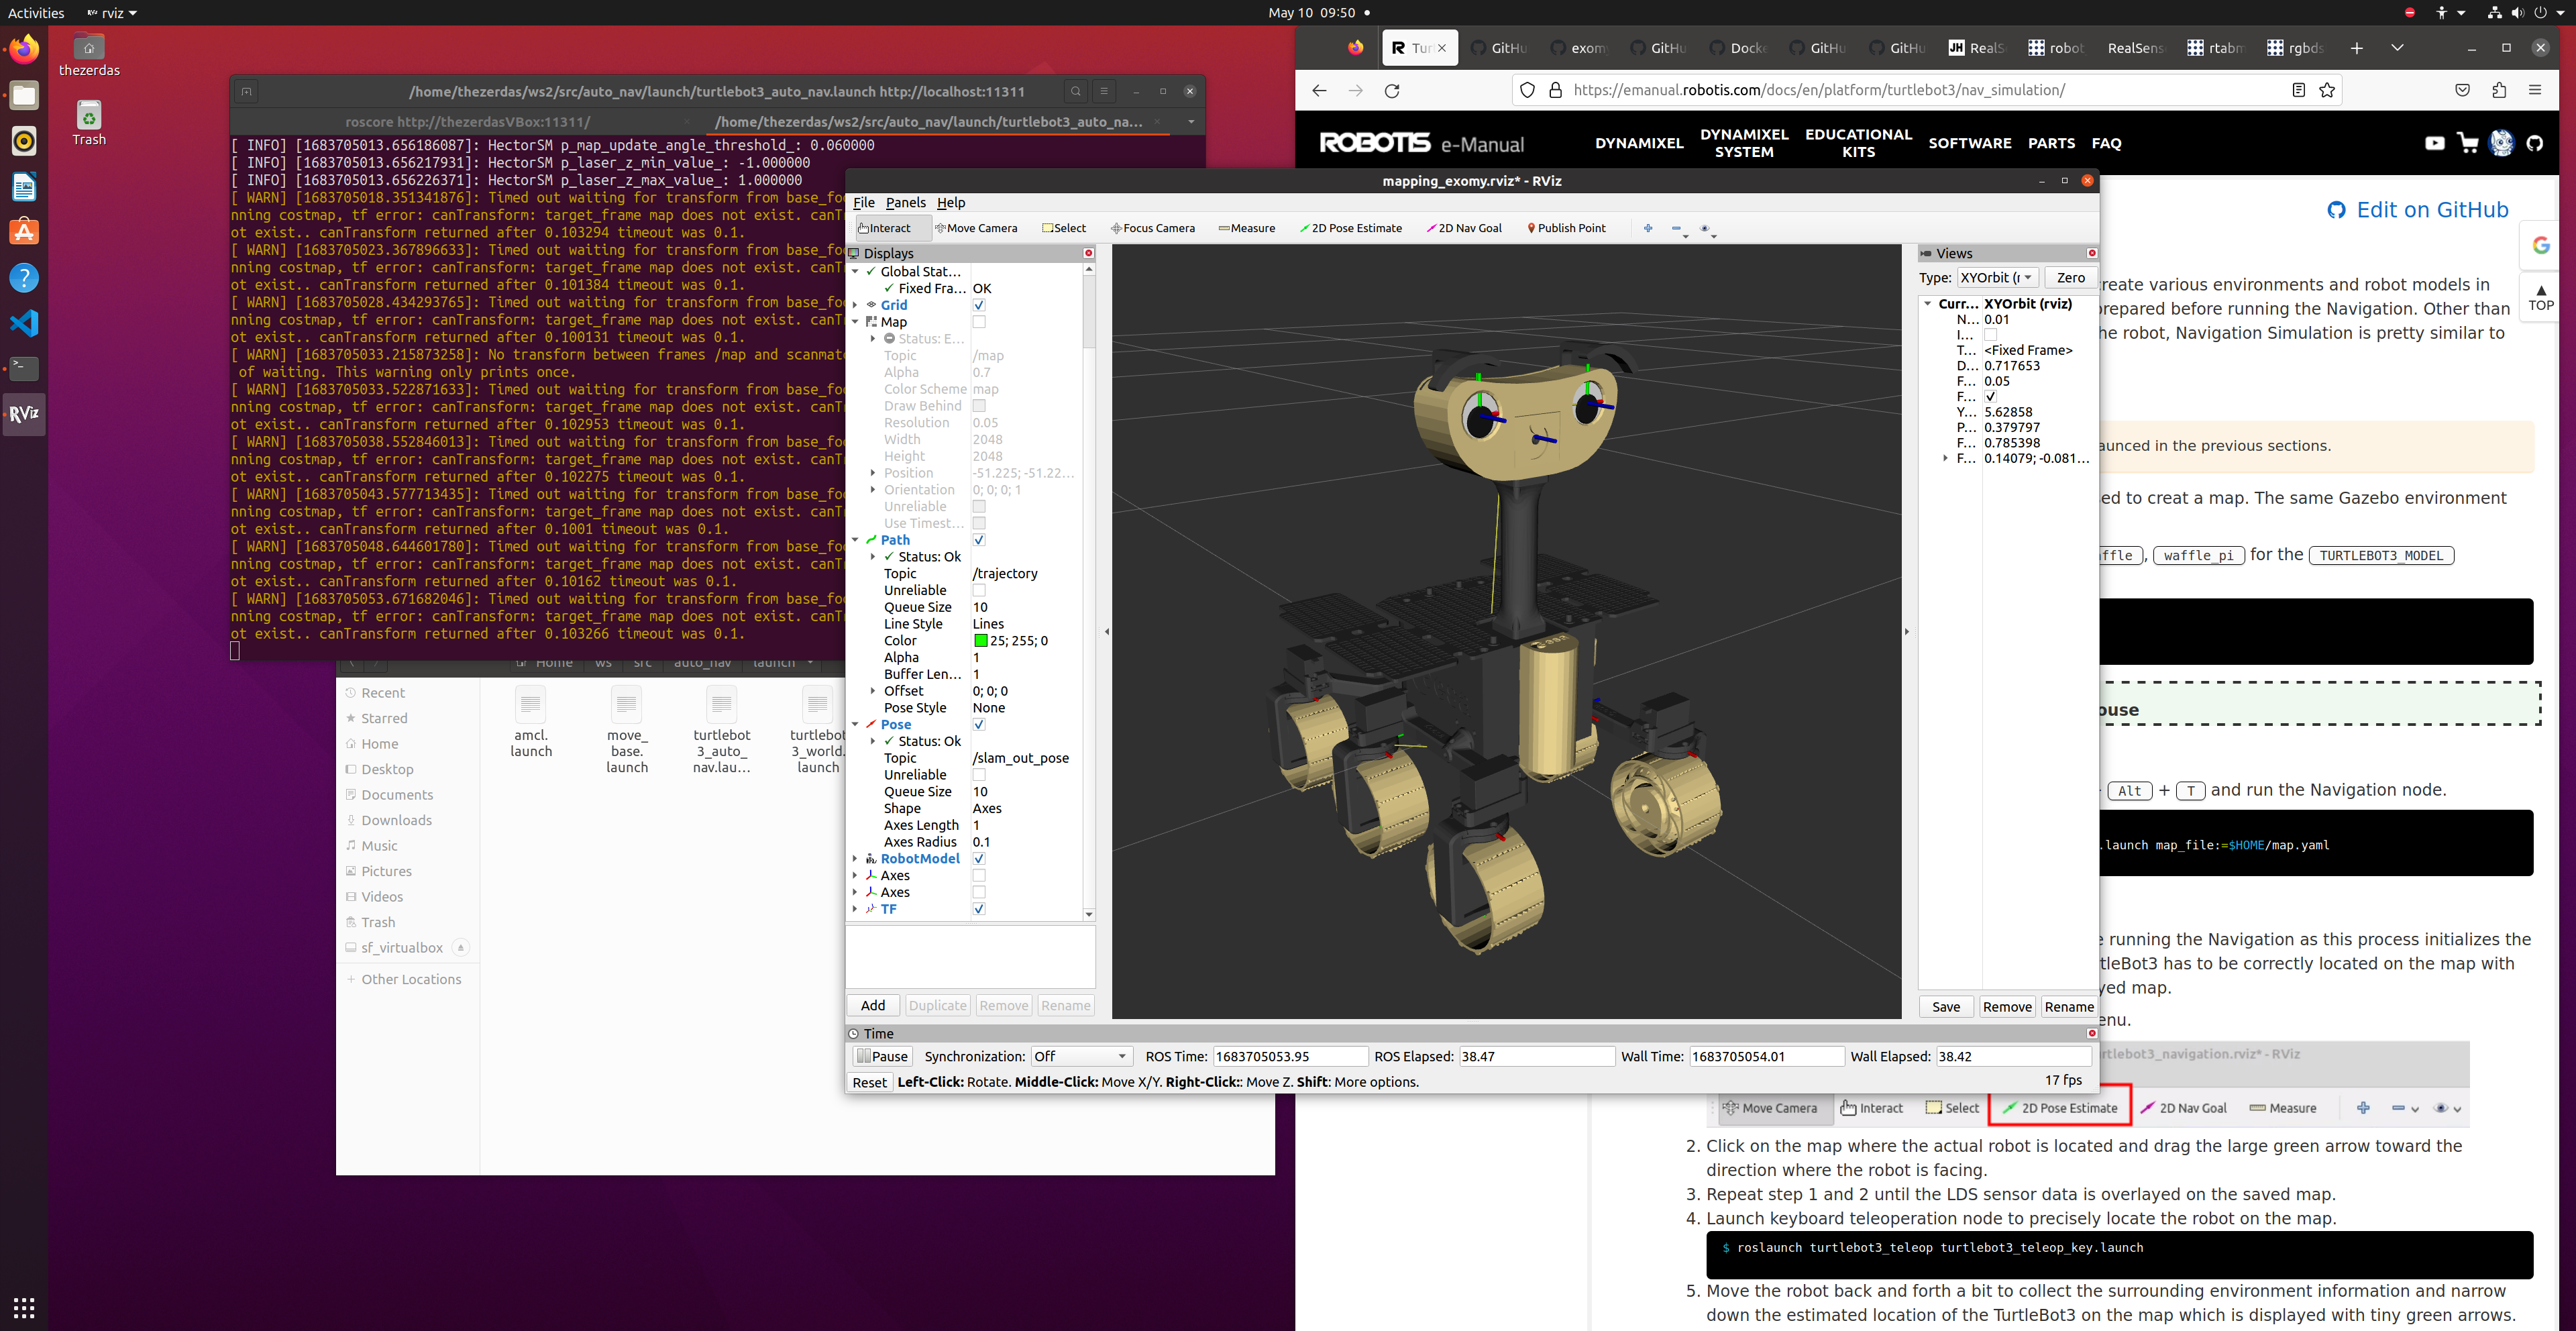 Activities
rviz
May 10 09:50
thezerdas
Trash
/home/thezerdas/ws2/src/auto_nav/launch/turtlebot3_auto_nav.launch http://localhost:11311
roscore http://thezerdasVBox:11311/
/home/thezerdas/ws2/src/auto_nav/launch/turtlebot3_auto_na…
[ INFO] [1683705013.656186087]: HectorSM p_map_update_angle_threshold_: 0.060000
[ INFO] [1683705013.656217931]: HectorSM p_laser_z_min_value_: -1.000000
[ INFO] [1683705013.656226371]: HectorSM p_laser_z_max_value_: 1.000000
[ WARN] [1683705018.351341876]: Timed out waiting for transform from base_foo
nning costmap, tf error: canTransform: target_frame map does not exist. canT
ot exist.. canTransform returned after 0.103294 timeout was 0.1.
[ WARN] [1683705023.367896633]: Timed out waiting for transform from base_foo
nning costmap, tf error: canTransform: target_frame map does not exist. canT
ot exist.. canTransform returned after 0.101384 timeout was 0.1.
[ WARN] [1683705028.434293765]: Timed out waiting for transform from base_foo
nning costmap, tf error: canTransform: target_frame map does not exist. canT
ot exist.. canTransform returned after 0.100131 timeout was 0.1.
[ WARN] [1683705033.215873258]: No transform between frames /map and scanmat
of waiting. This warning only prints once.
[ WARN] [1683705033.522871633]: Timed out waiting for transform from base_foo
nning costmap, tf error: canTransform: target_frame map does not exist. canT
ot exist.. canTransform returned after 0.102953 timeout was 0.1.
[ WARN] [1683705038.552846013]: Timed out waiting for transform from base_foo
nning costmap, tf error: canTransform: target_frame map does not exist. canT
ot exist.. canTransform returned after 0.102275 timeout was 0.1.
[ WARN] [1683705043.577713435]: Timed out waiting for transform from base_foo
nning costmap, tf error: canTransform: target_frame map does not exist. canT
ot exist.. canTransform returned after 0.1001 timeout was 0.1.
[ WARN] [1683705048.644601780]: Timed out waiting for transform from base_foo
nning costmap, tf error: canTransform: target_frame map does not exist. canT
ot exist.. canTransform returned after 0.10162 timeout was 0.1.
[ WARN] [1683705053.671682046]: Timed out waiting for transform from base_foo
nning costmap, tf error: canTransform: target_frame map does not exist. canT
ot exist.. canTransform returned after 0.103266 timeout was 0.1.
Home ws src auto_nav launch
Recent
Starred
Home
Desktop
Documents
Downloads
Music
Pictures
Videos
Trash
sf_virtualbox
Other Locations
amcl.
launch
move_
base.
launch
turtlebot
3_auto_
nav.lau…
turtlebot
3_world.
launch
RViz
mapping_exomy.rviz* - RViz
File Panels Help
Interact Move Camera Select Focus Camera Measure 2D Pose Estimate 2D Nav Goal Publish Point
Displays
Global Stat…
Fixed Fra… OK
Grid
Map
Status: E…
Topic /map
Alpha 0.7
Color Scheme map
Draw Behind
Resolution 0.05
Width 2048
Height 2048
Position -51.225; -51.22…
Orientation 0; 0; 0; 1
Unreliable
Use Timest…
Path
Status: Ok
Topic /trajectory
Unreliable
Queue Size 10
Line Style Lines
Color 25; 255; 0
Alpha 1
Buffer Len… 1
Offset 0; 0; 0
Pose Style None
Pose
Status: Ok
Topic /slam_out_pose
Unreliable
Queue Size 10
Shape Axes
Axes Length 1
Axes Radius 0.1
RobotModel
Axes
Axes
TF
Add Duplicate Remove Rename
esa
Views
Type: XYOrbit (r Zero
Curr… XYOrbit (rviz)
N… 0.01
I…
T… <Fixed Frame>
D… 0.717653
F… 0.05
F…
Y… 5.62858
P… 0.379797
F… 0.785398
F… 0.14079; -0.081…
Save Remove Rename
Time
Pause Synchronization: Off ROS Time: 1683705053.95 ROS Elapsed: 38.47 Wall Time: 1683705054.01 Wall Elapsed: 38.42
Reset Left-Click: Rotate. Middle-Click: Move X/Y. Right-Click:: Move Z. Shift: More options. 17 fps
R Turt GitHu exom GitHu Docke GitHu GitHu JH RealS robot RealSens rtabm rgbds
https://emanual.robotis.com/docs/en/platform/turtlebot3/nav_simulation/
ROBOTIS e-Manual
DYNAMIXEL
DYNAMIXEL
SYSTEM
EDUCATIONAL
KITS
SOFTWARE PARTS FAQ
Edit on GitHub
G
TOP
reate various environments and robot models in
repared before running the Navigation. Other than
he robot, Navigation Simulation is pretty similar to
aunced in the previous sections.
ed to creat a map. The same Gazebo environment
ffle , waffle_pi for the TURTLEBOT3_MODEL
ouse
Alt + T and run the Navigation node.
.launch map_file:=$HOME/map.yaml
e running the Navigation as this process initializes the
rtleBot3 has to be correctly located on the map with
yed map.
enu.
rtlebot3_navigation.rviz* - RViz
Move Camera Interact Select 2D Pose Estimate 2D Nav Goal Measure
2. Click on the map where the actual robot is located and drag the large green arrow toward the
direction where the robot is facing.
3. Repeat step 1 and 2 until the LDS sensor data is overlayed on the saved map.
4. Launch keyboard teleoperation node to precisely locate the robot on the map.
$ roslaunch turtlebot3_teleop turtlebot3_teleop_key.launch
5. Move the robot back and forth a bit to collect the surrounding environment information and narrow
down the estimated location of the TurtleBot3 on the map which is displayed with tiny green arrows.